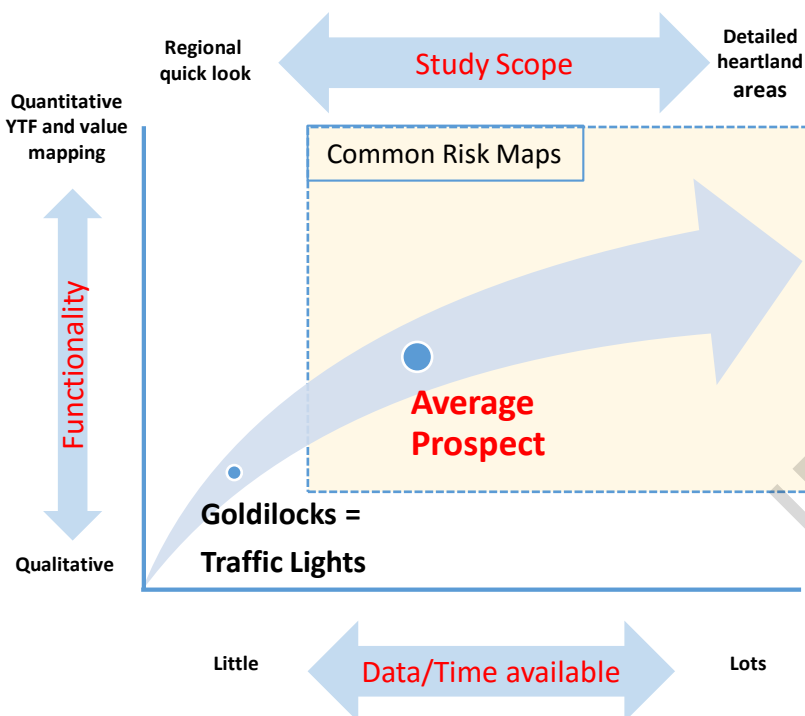 Regional
quick look
Study Scope
Detailed
heartland
areas
Quantitative
YTF and value
mapping
Common Risk Maps
Functionality
Average
Prospect
Goldilocks =
Traffic Lights
Qualitative
Little
Data/Time available
Lots